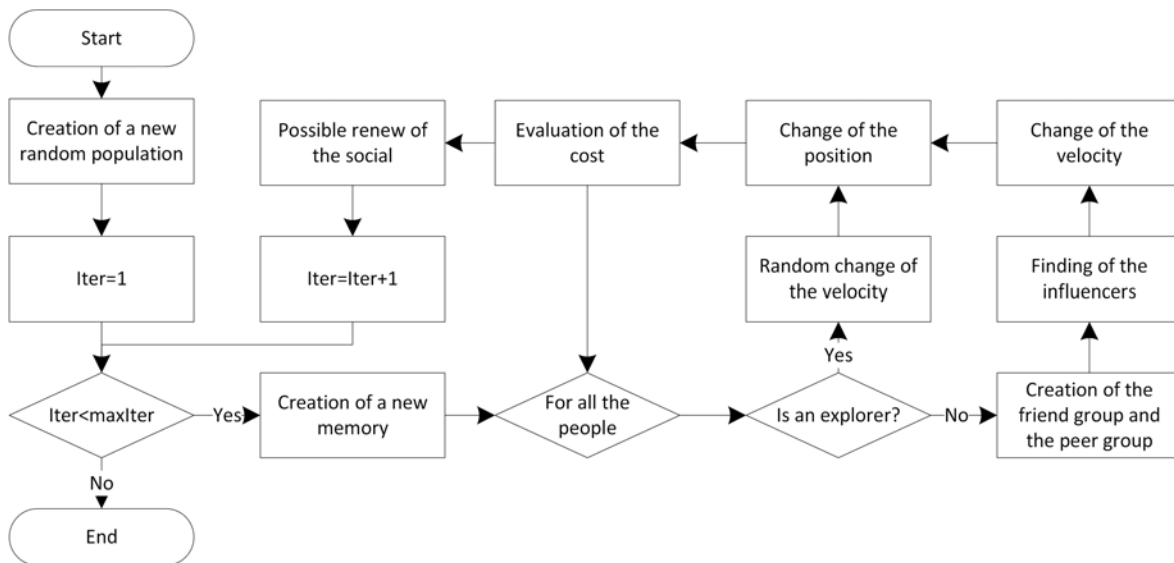 Start
Creation of a new
random population
Possible renew of
the social
Evaluation of the
cost
Change of the
position
Change of the
velocity
Iter=1
Iter=Iter+1
Random change of
the velocity
Finding of the
influencers
Yes
Iter<maxIter
Yes
Creation of a new
memory
For all the
people
Is an explorer?
No
Creation of the
friend group and
the peer group
No
End